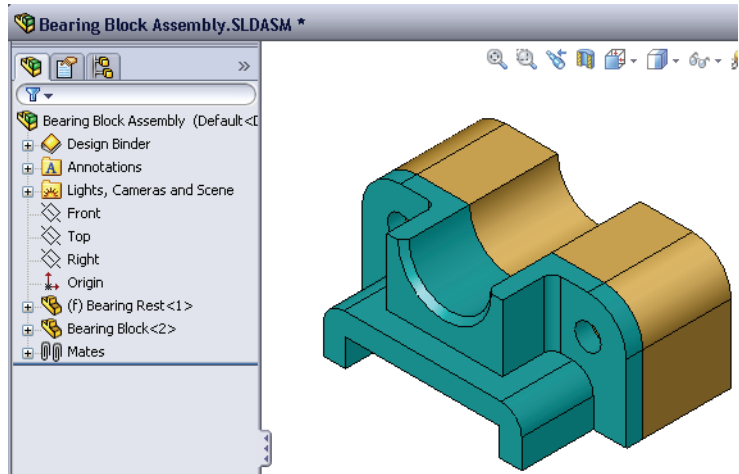 Bearing Block Assembly.SLDASM *
»
Bearing Block Assembly (Default<D
Design Binder
A Annotations
Lights, Cameras and Scene
Front
Top
Right
Origin
(f) Bearing Rest<1>
Bearing Block<2>
Mates